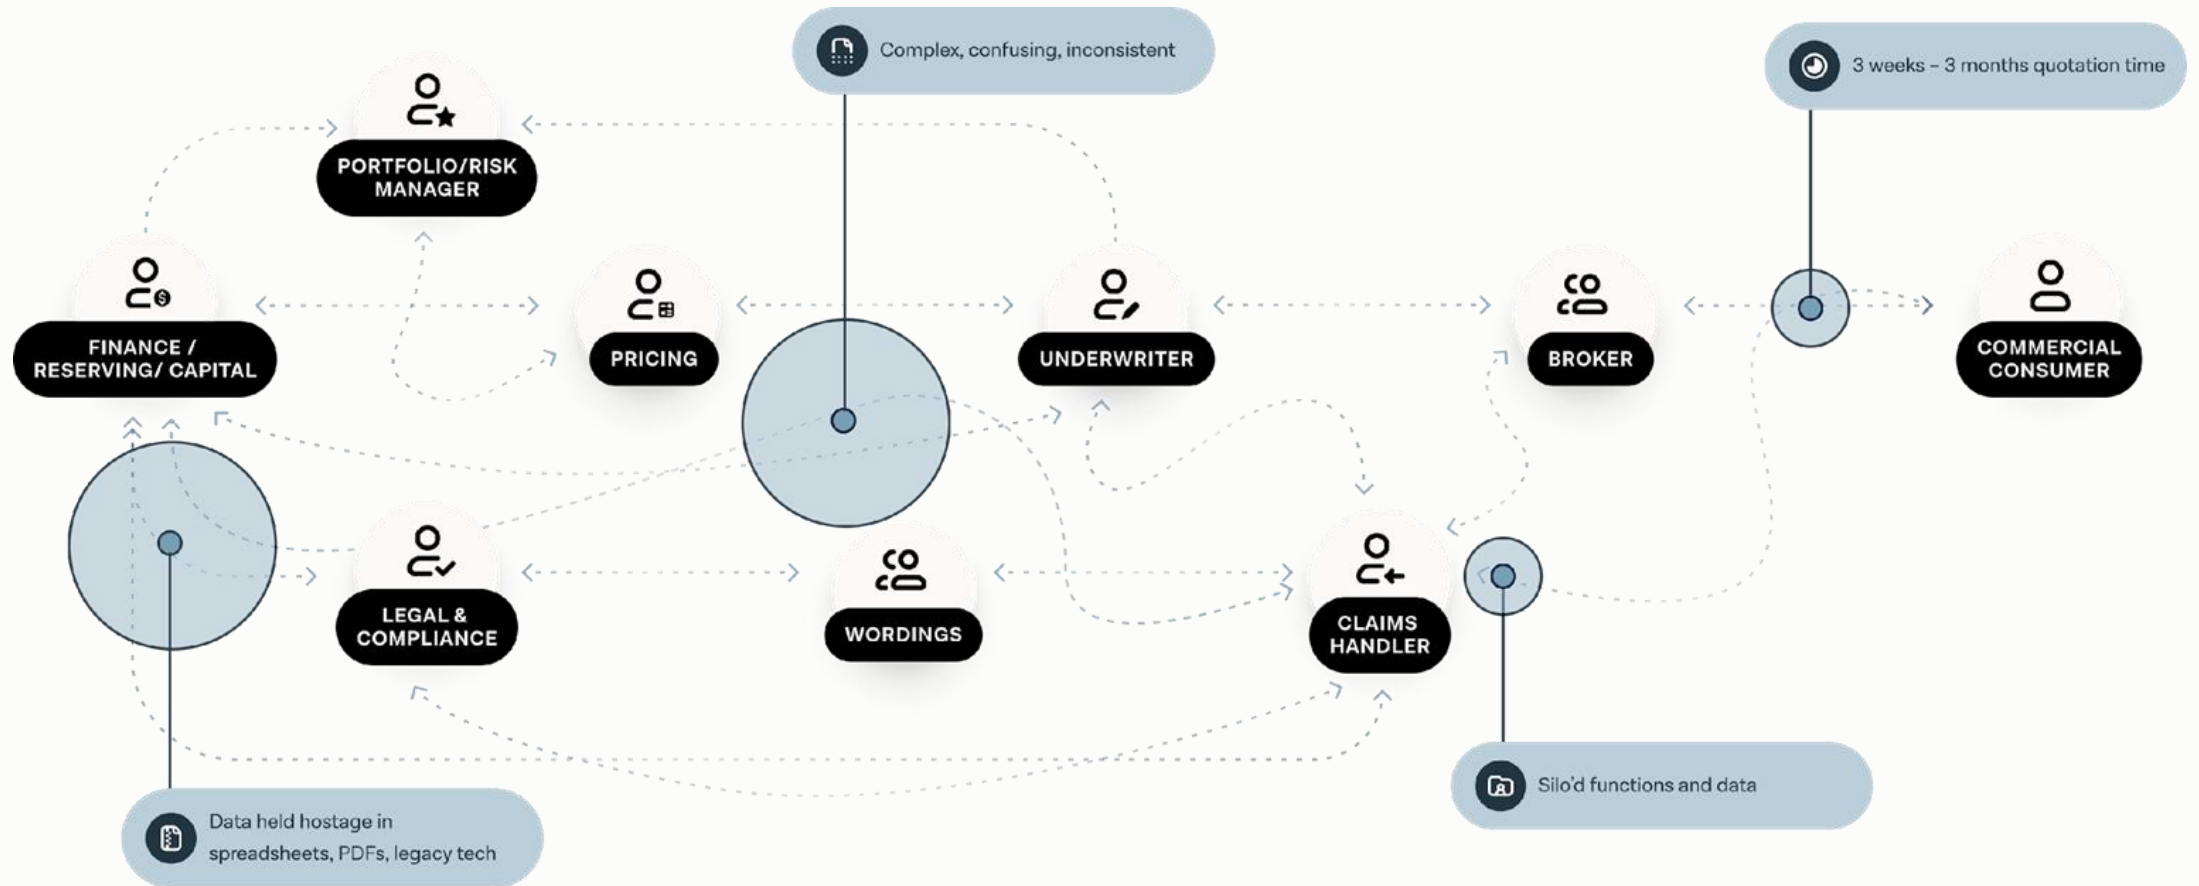 Complex, confusing, inconsistent
3 weeks – 3 months quotation time
PORTFOLIO/RISK
MANAGER
FINANCE /
RESERVING/ CAPITAL
PRICING
UNDERWRITER
BROKER
COMMERCIAL
CONSUMER
LEGAL &
COMPLIANCE
WORDINGS
CLAIMS
HANDLER
Silo'd functions and data
Data held hostage in
spreadsheets, PDFs, legacy tech